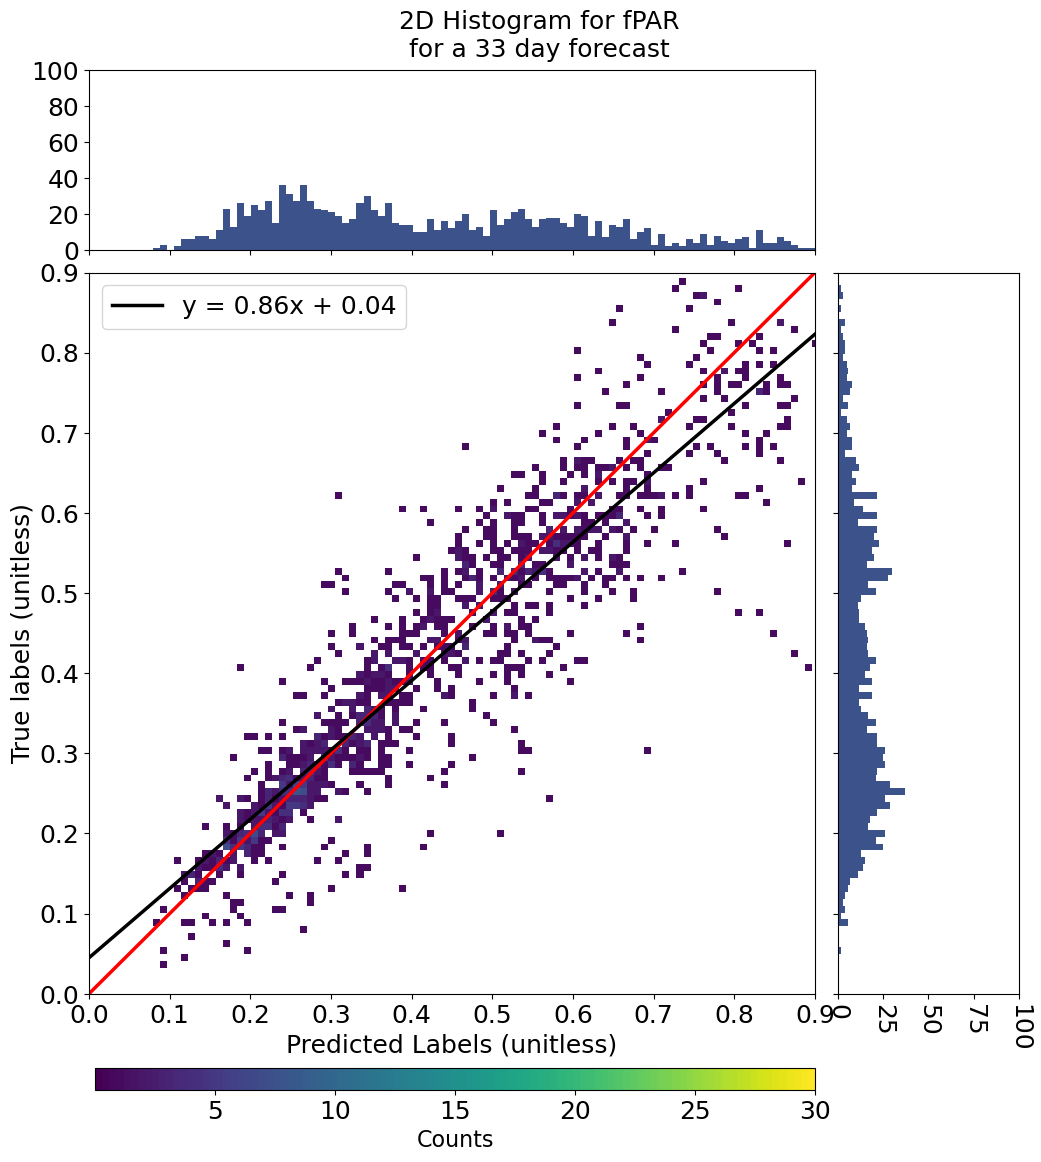 2D Histogram for fPAR
for a 33 day forecast
100
80
60
40
20
0
y = 0.86x + 0.04
0.9
0.8
0.7
0.6
0.5
0.4
0.3
0.2
0.1
0.0
True labels (unitless)
0.0 0.1 0.2 0.3 0.4 0.5 0.6 0.7 0.8 0.9
Predicted Labels (unitless)
0 25 50 75 100
5 10 15 20 25 30
Counts